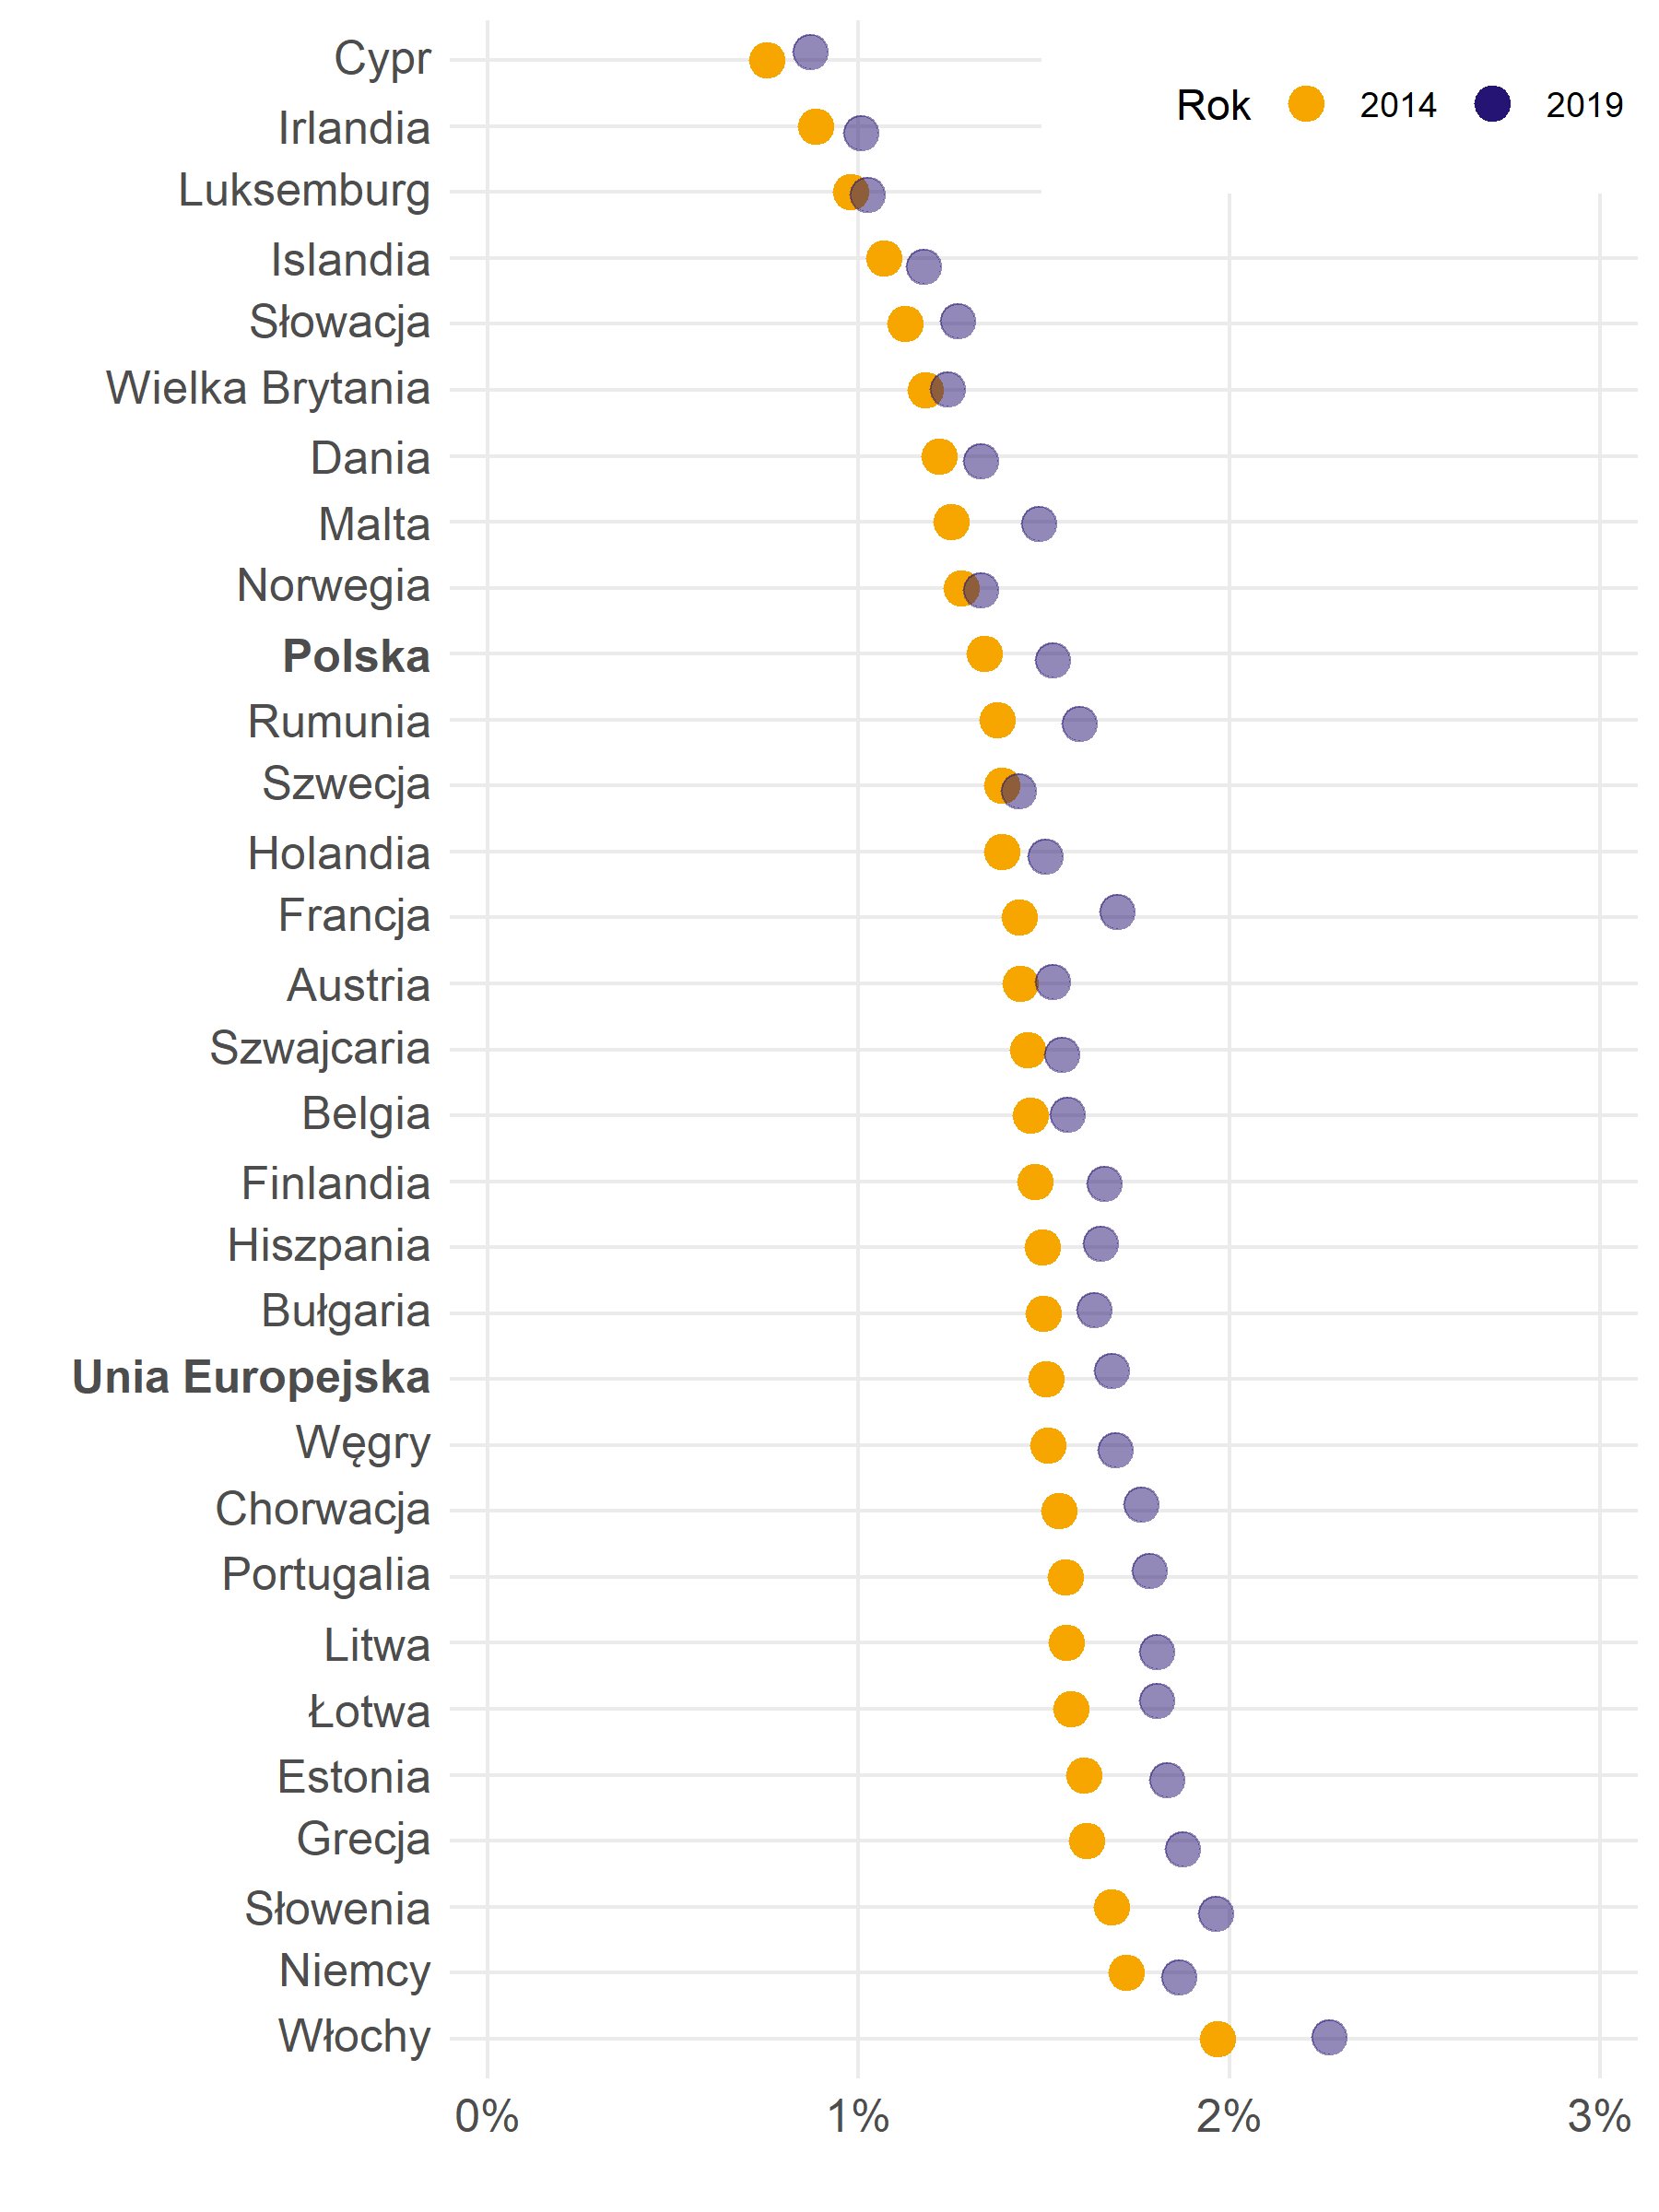 Cypr
Rok 2014 2019
Irlandia
Luksemburg
Islandia
Słowacja
Wielka Brytania
Dania
Malta
Norwegia
Polska
Rumunia
Szwecja
Holandia
Francja
Austria
Szwajcaria
Belgia
Finlandia
Hiszpania
Bułgaria
Unia Europejska
Węgry
Chorwacja
Portugalia
Litwa
Łotwa
Estonia
Grecja
Słowenia
Niemcy
Włochy
0% 1% 2% 3%